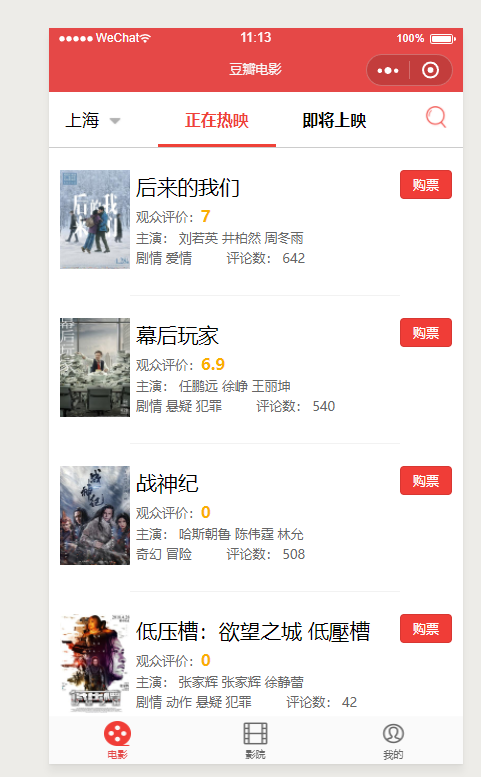 WeChat 11:13 100%
豆瓣电影
上海 正在热映 即将上映
后来的我们 购票
观众评价：7
主演： 刘若英 井柏然 周冬雨
剧情 爱情 评论数： 642
幕后玩家 购票
观众评价：6.9
主演： 任鹏远 徐峥 王丽坤
剧情 悬疑 犯罪 评论数： 540
战神纪 购票
观众评价：0
主演： 哈斯朝鲁 陈伟霆 林允
奇幻 冒险 评论数： 508
低压槽：欲望之城 低壓槽 购票
观众评价：0
主演： 张家辉 张家辉 徐静蕾
剧情 动作 悬疑 犯罪 评论数： 42
电影 影院 我的